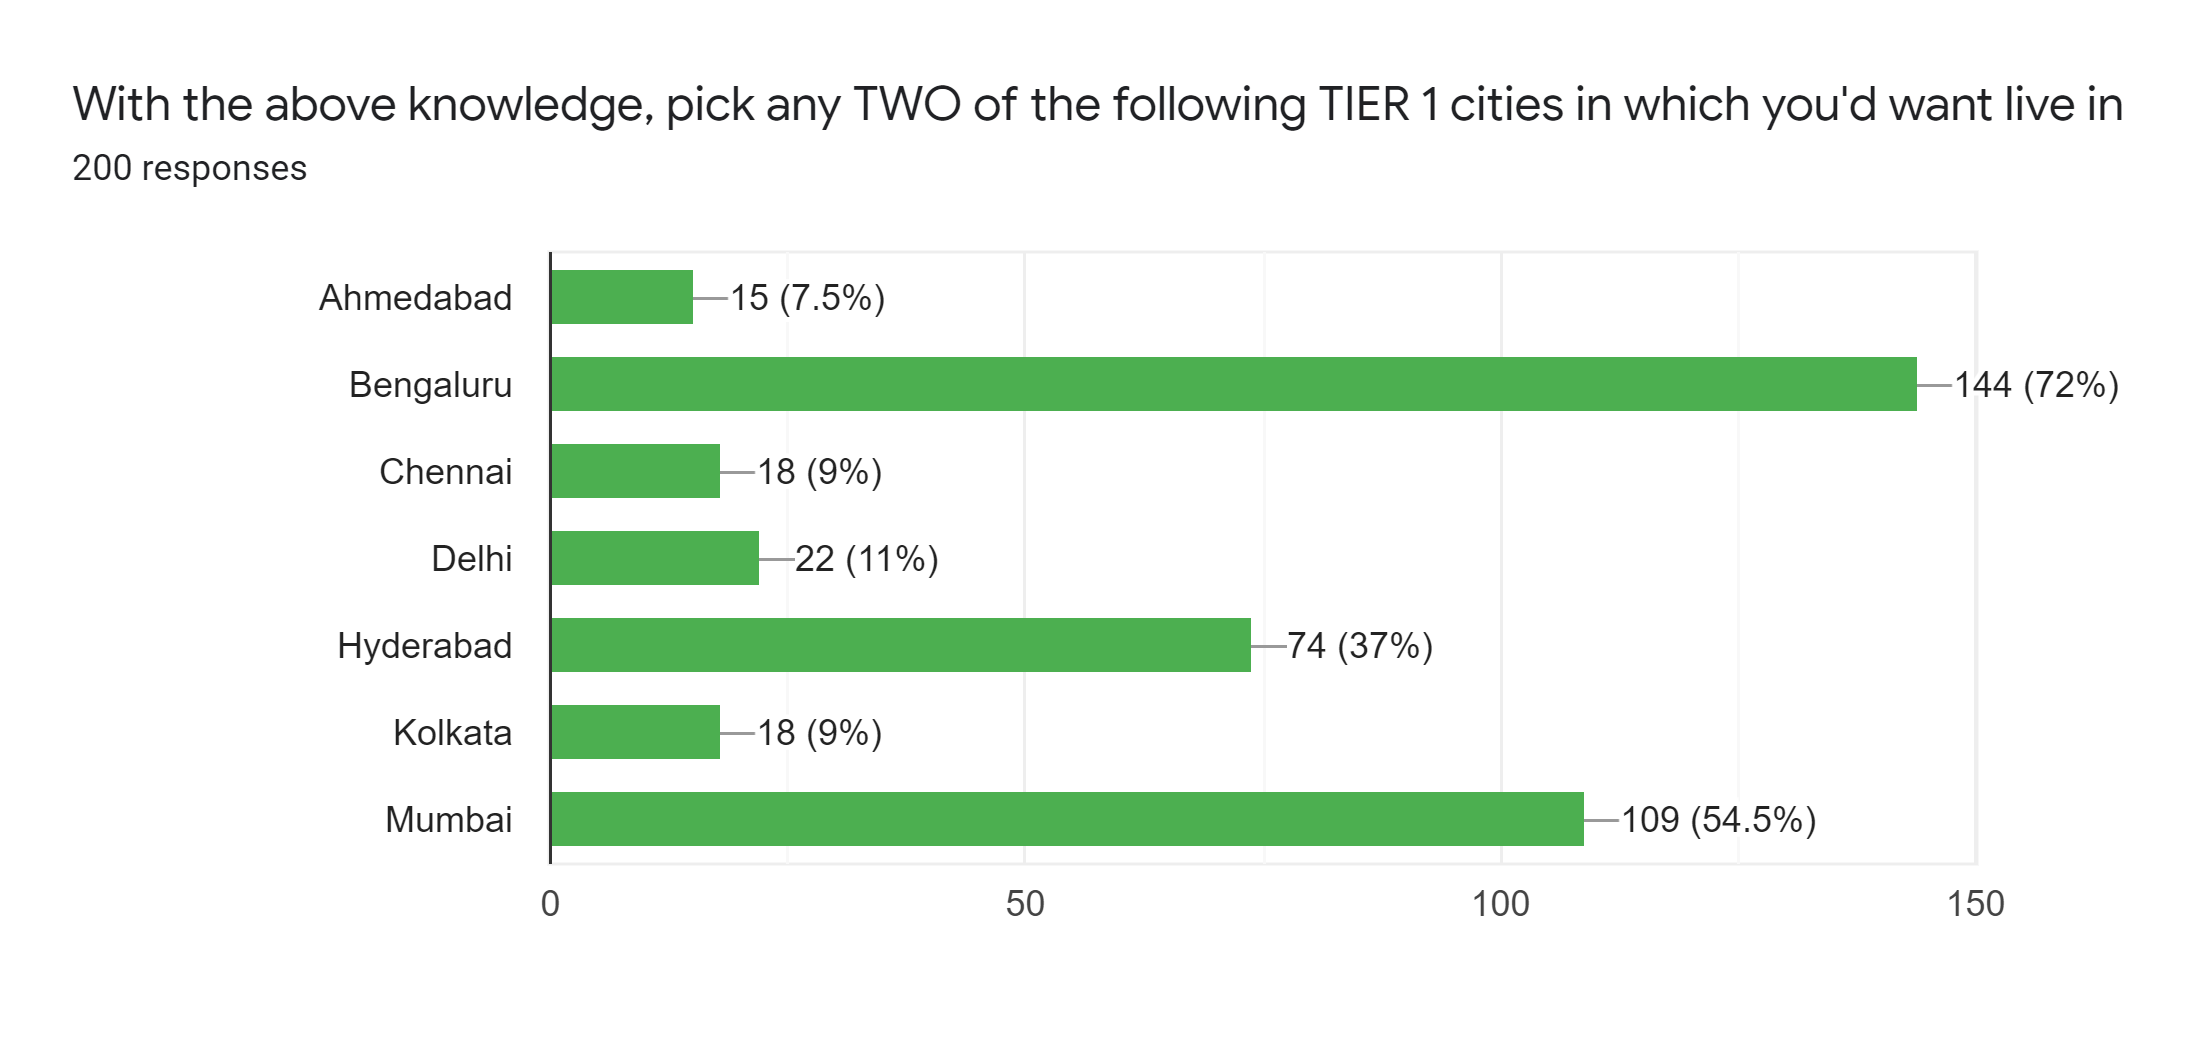 With the above knowledge, pick any TWO of the following TIER 1 cities in which you'd want live in
200 responses
Ahmedabad 15 (7.5%)
Bengaluru 144 (72%)
Chennai 18 (9%)
Delhi 22 (11%)
Hyderabad 74 (37%)
Kolkata 18 (9%)
Mumbai 109 (54.5%)
0 50 100 150